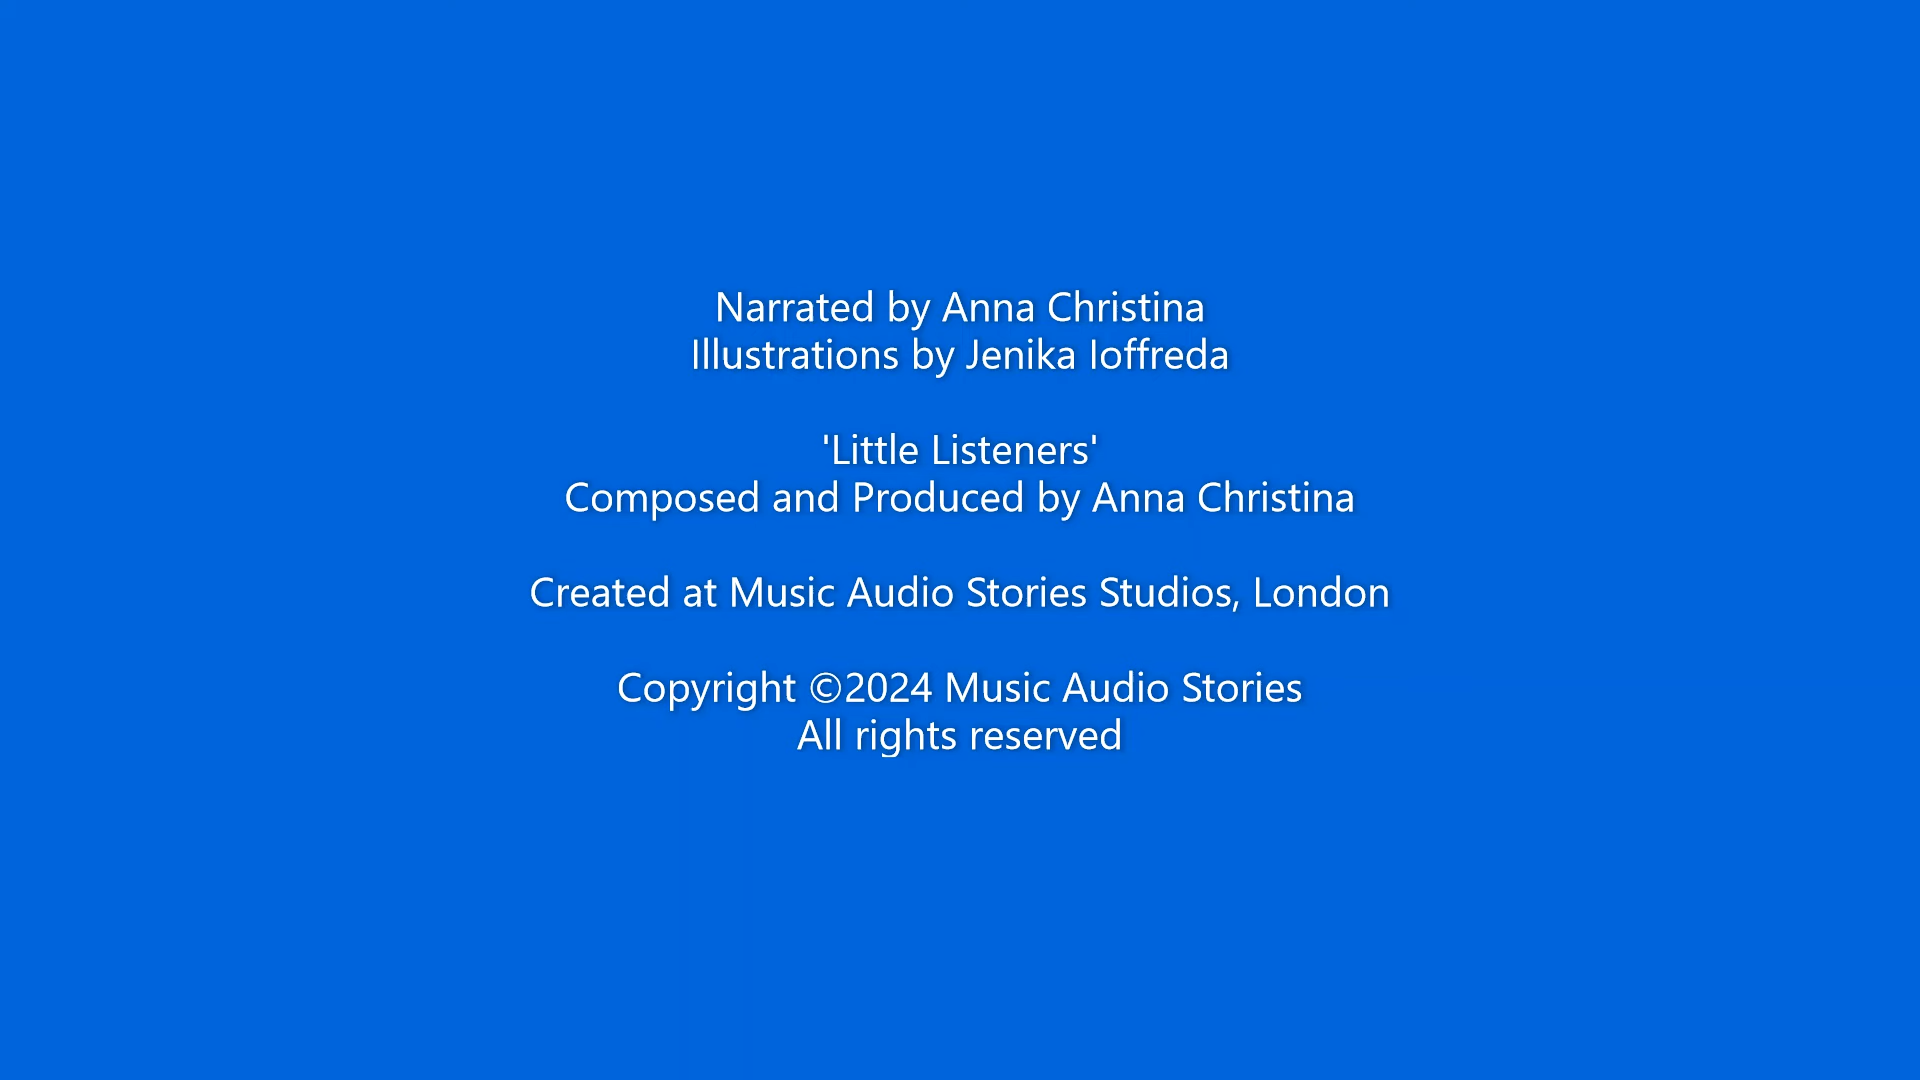 Narrated by Anna Christina
Illustrations by Jenika Ioffreda
'Little Listeners'
Composed and Produced by Anna Christina
Created at Music Audio Stories Studios, London
Copyright ©2024 Music Audio Stories
All rights reserved